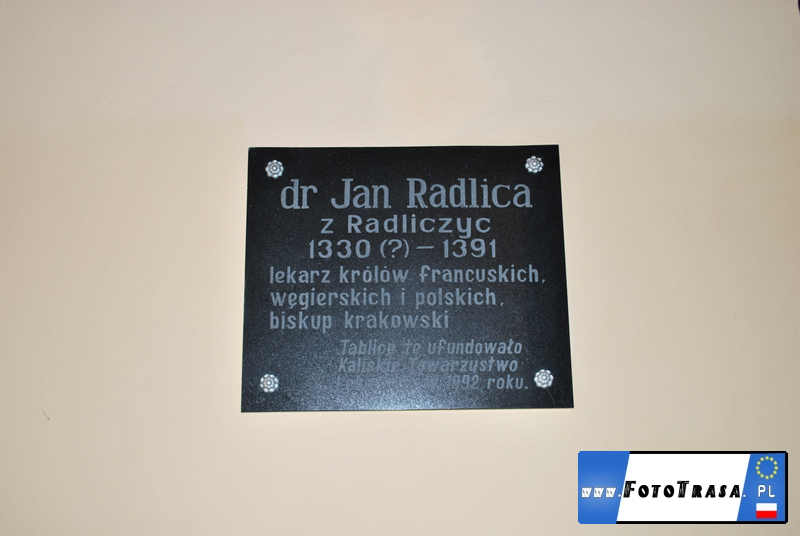 dr Jan Radlica
z Radliczyc
1330 (?) – 1391
lekarz królów francuskich,
węgierskich i polskich,
biskup krakowski
Tablicę tę ufundowało
Kaliskie Towarzystwo
1992 roku.
www.FotoTrasa.PL